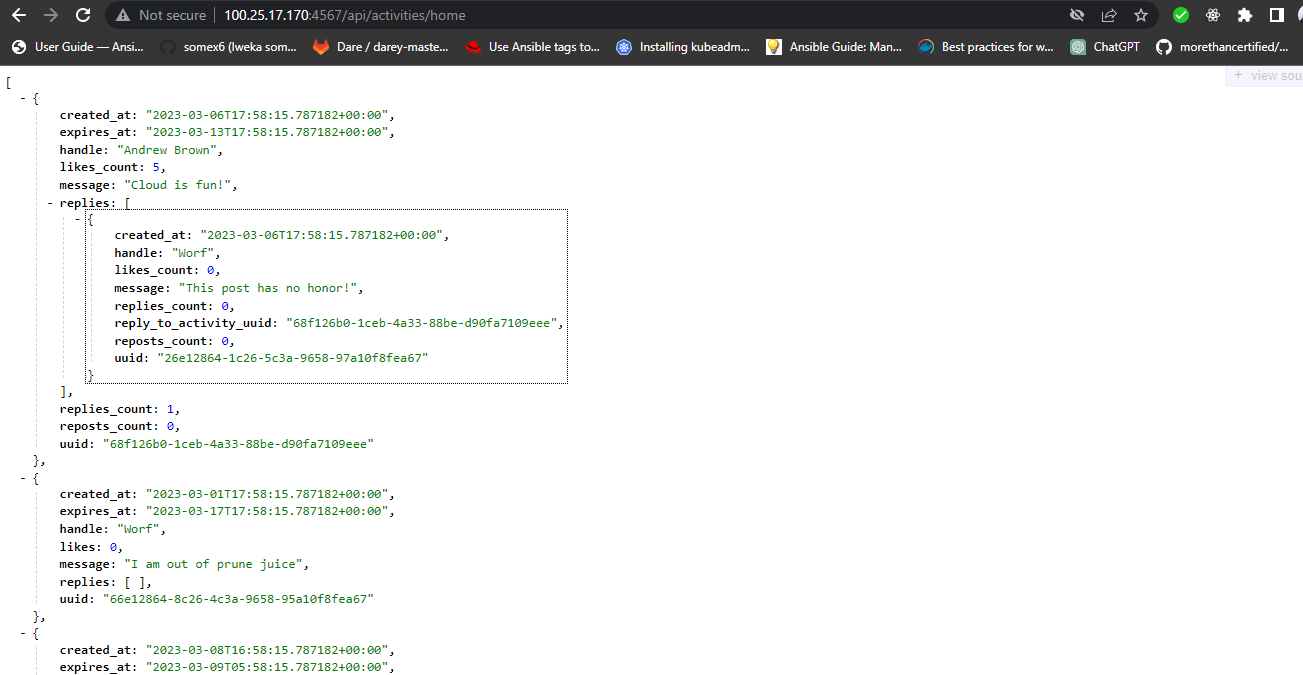 Not secure 100.25.17.170:4567/api/activities/home
User Guide — Ansi... somex6 (Iweka som... Dare / darey-maste... Use Ansible tags to... Installing kubeadm... Ansible Guide: Man... Best practices for w... ChatGPT morethancertified/...
+ view sou
[
- {
created_at: "2023-03-06T17:58:15.787182+00:00",
expires_at: "2023-03-13T17:58:15.787182+00:00",
handle: "Andrew Brown",
likes_count: 5,
message: "Cloud is fun!",
- replies: [
- {
created_at: "2023-03-06T17:58:15.787182+00:00",
handle: "Worf",
likes_count: 0,
message: "This post has no honor!",
replies_count: 0,
reply_to_activity_uuid: "68f126b0-1ceb-4a33-88be-d90fa7109eee",
reposts_count: 0,
uuid: "26e12864-1c26-5c3a-9658-97a10f8fea67"
}
],
replies_count: 1,
reposts_count: 0,
uuid: "68f126b0-1ceb-4a33-88be-d90fa7109eee"
},
- {
created_at: "2023-03-01T17:58:15.787182+00:00",
expires_at: "2023-03-17T17:58:15.787182+00:00",
handle: "Worf",
likes: 0,
message: "I am out of prune juice",
replies: [ ],
uuid: "66e12864-8c26-4c3a-9658-95a10f8fea67"
},
- {
created_at: "2023-03-08T16:58:15.787182+00:00",
expires_at: "2023-03-09T05:58:15.787182+00:00",